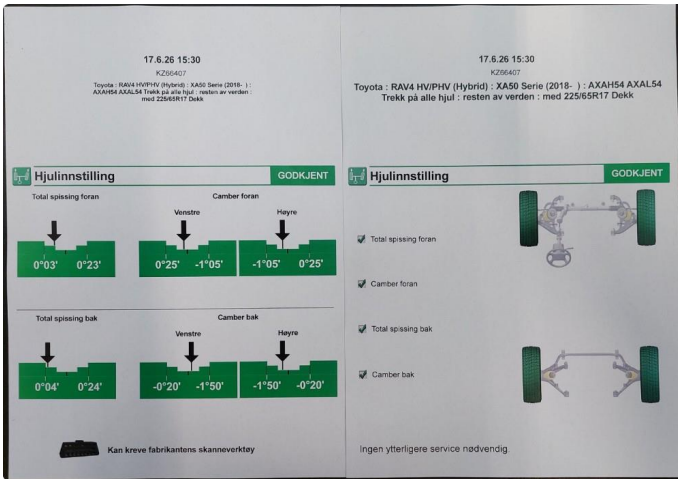 17.6.26 15:30
KZ66407
Toyota : RAV4 HV/PHV (Hybrid) : XA50 Serie (2018- ) :
AXAH54 AXAL54 Trekk på alle hjul : resten av verden :
med 225/65R17 Dekk
Hjulinnstilling
GODKJENT
Total spissing foran
Camber foran
Venstre
Høyre
0°03' 0°23'
0°25' -1°05'
-1°05' 0°25'
Total spissing bak
Camber bak
Venstre
Høyre
0°04' 0°24'
-0°20' -1°50'
-1°50' -0°20'
Kan kreve fabrikantens skanneverktøy
17.6.26 15:30
KZ66407
Toyota : RAV4 HV/PHV (Hybrid) : XA50 Serie (2018- ) : AXAH54 AXAL54
Trekk på alle hjul : resten av verden : med 225/65R17 Dekk
Hjulinnstilling
GODKJENT
Total spissing foran
Camber foran
Total spissing bak
Camber bak
Ingen ytterligere service nødvendig.